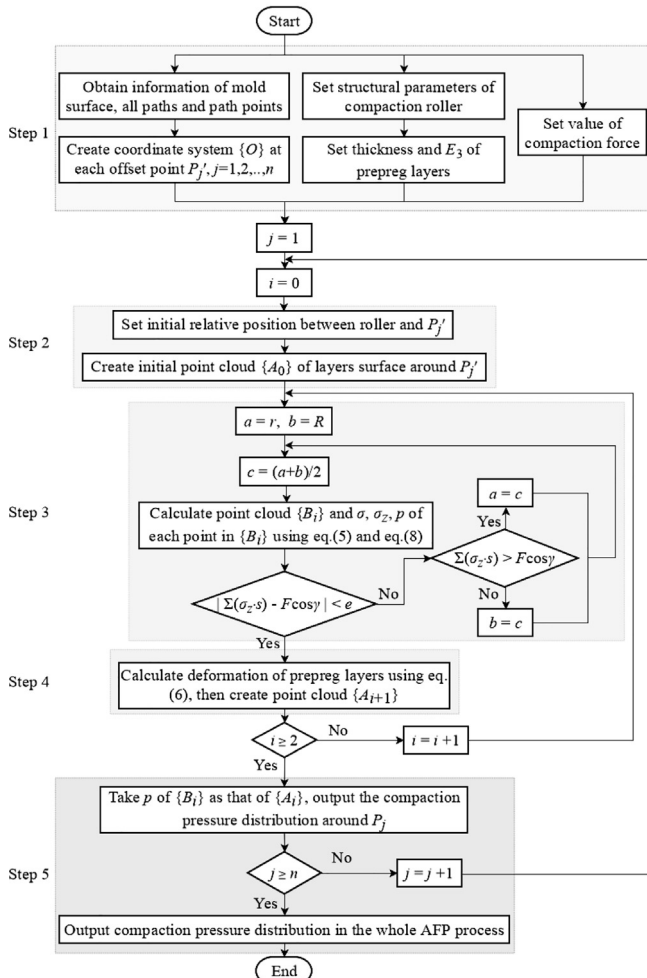 Start
Step 1
Obtain information of mold
surface, all paths and path points
Create coordinate system {O} at
each offset point Pj′, j=1,2,..,n
Set structural parameters of
compaction roller
Set thickness and E3 of
prepreg layers
Set value of
compaction force
j = 1
i = 0
Step 2
Set initial relative position between roller and Pj′
Create initial point cloud {A0} of layers surface around Pj′
Step 3
a = r, b = R
c = (a+b)/2
Calculate point cloud {Bi} and σ, σZ, p of
each point in {Bi} using eq.(5) and eq.(8)
| Σ(σZ·s) - Fcosγ | < e
No
Yes
a = c
Yes
Σ(σZ·s) > Fcosγ
No
b = c
Step 4
Calculate deformation of prepreg layers using eq.
(6), then create point cloud {Ai+1}
i ≥ 2
No
i = i +1
Yes
Step 5
Take p of {Bi} as that of {Ai}, output the compaction
pressure distribution around Pj
j ≥ n
No
j = j +1
Yes
Output compaction pressure distribution in the whole AFP process
End